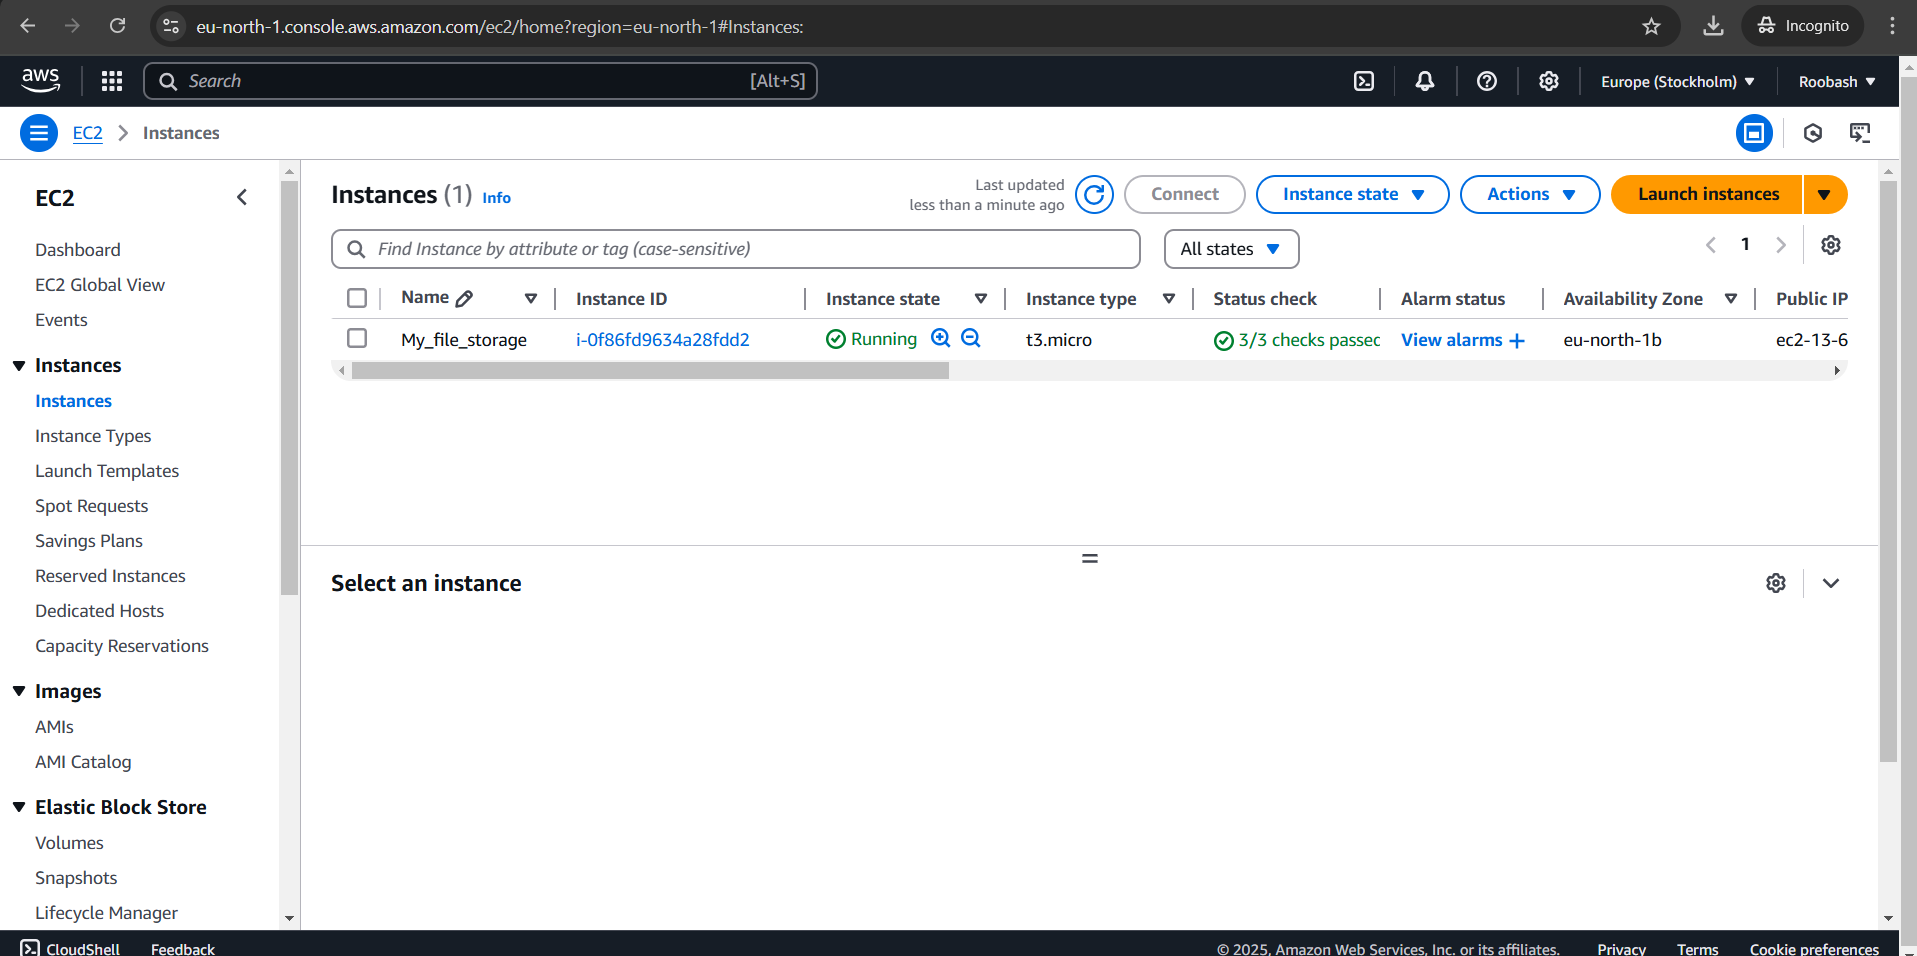 eu-north-1.console.aws.amazon.com/ec2/home?region=eu-north-1#Instances:
Incognito
aws
Search
[Alt+S]
Europe (Stockholm)
Roobash
EC2
Instances
EC2
Dashboard
EC2 Global View
Events
Instances
Instances
Instance Types
Launch Templates
Spot Requests
Savings Plans
Reserved Instances
Dedicated Hosts
Capacity Reservations
Images
AMIs
AMI Catalog
Elastic Block Store
Volumes
Snapshots
Lifecycle Manager
Instances (1) Info
Last updated
less than a minute ago
Connect
Instance state
Actions
Launch instances
Find Instance by attribute or tag (case-sensitive)
All states
1
Name Instance ID Instance state Instance type Status check Alarm status Availability Zone Public IP
My_file_storage i-0f86fd9634a28fdd2 Running t3.micro 3/3 checks passed View alarms + eu-north-1b ec2-13-6
Select an instance
CloudShell
Feedback
© 2025, Amazon Web Services, Inc. or its affiliates.
Privacy
Terms
Cookie preferences